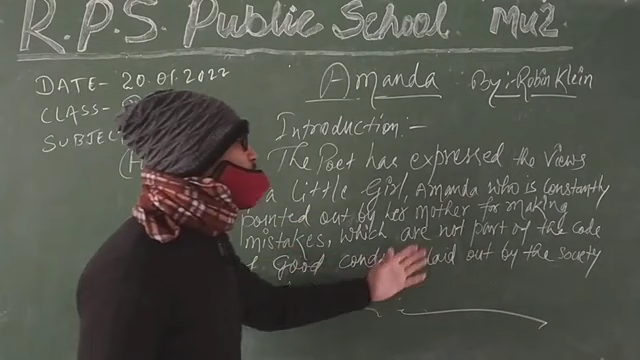 R.P.S. Public School Mu2
DATE- 20.01.2022
CLASS-
SUBJEC
(H
Amanda By:- Robin Klein
Introduction:-
The Poet has expressed the views
a little Girl, Amanda who is constantly
pointed out by her mother for making
mistakes, which are not part of the code
good laid out by the society